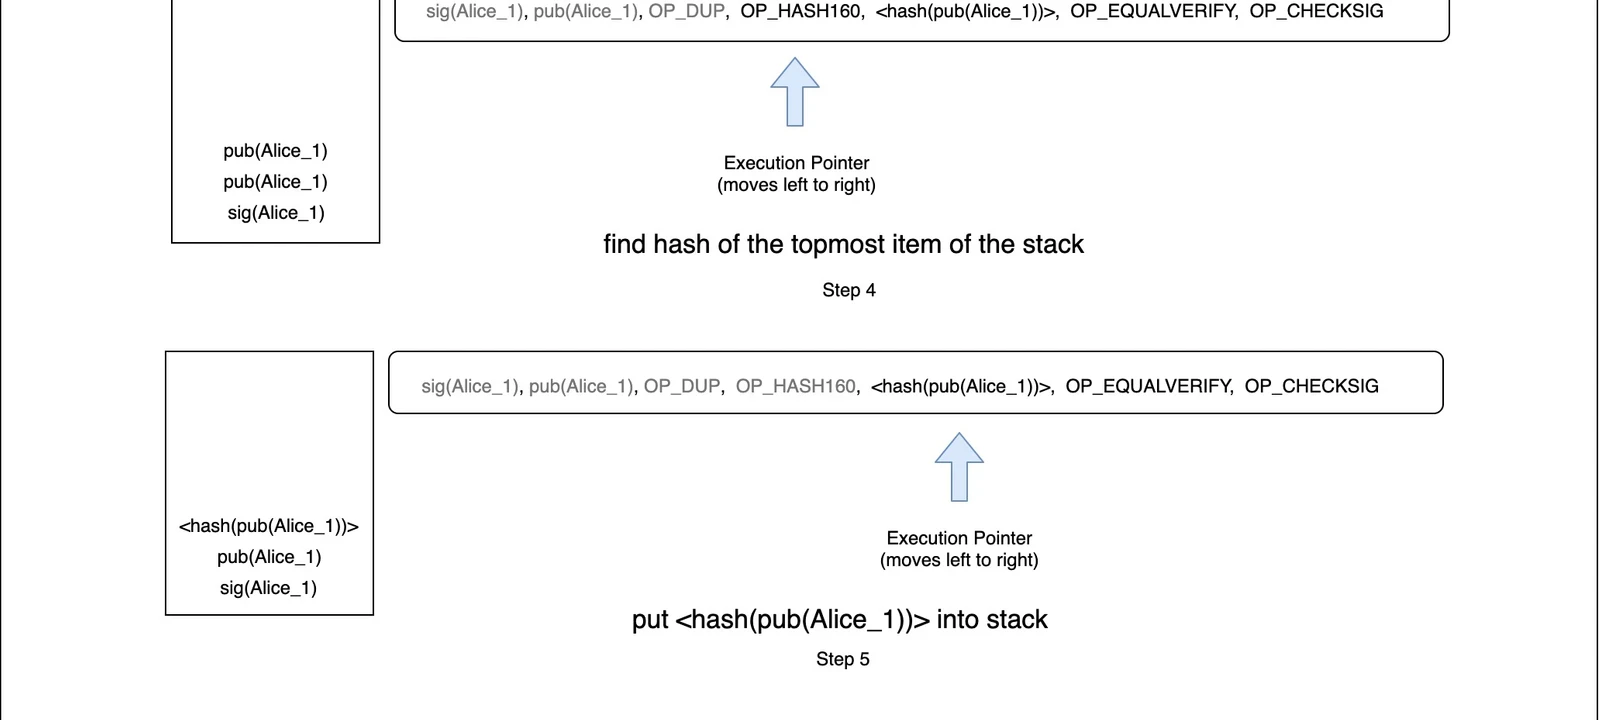 sig(Alice_1), pub(Alice_1), OP_DUP, OP_HASH160, <hash(pub(Alice_1))>, OP_EQUALVERIFY, OP_CHECKSIG
pub(Alice_1)
pub(Alice_1)
sig(Alice_1)
Execution Pointer
(moves left to right)
find hash of the topmost item of the stack
Step 4
sig(Alice_1), pub(Alice_1), OP_DUP, OP_HASH160, <hash(pub(Alice_1))>, OP_EQUALVERIFY, OP_CHECKSIG
<hash(pub(Alice_1))>
pub(Alice_1)
sig(Alice_1)
Execution Pointer
(moves left to right)
put <hash(pub(Alice_1))> into stack
Step 5